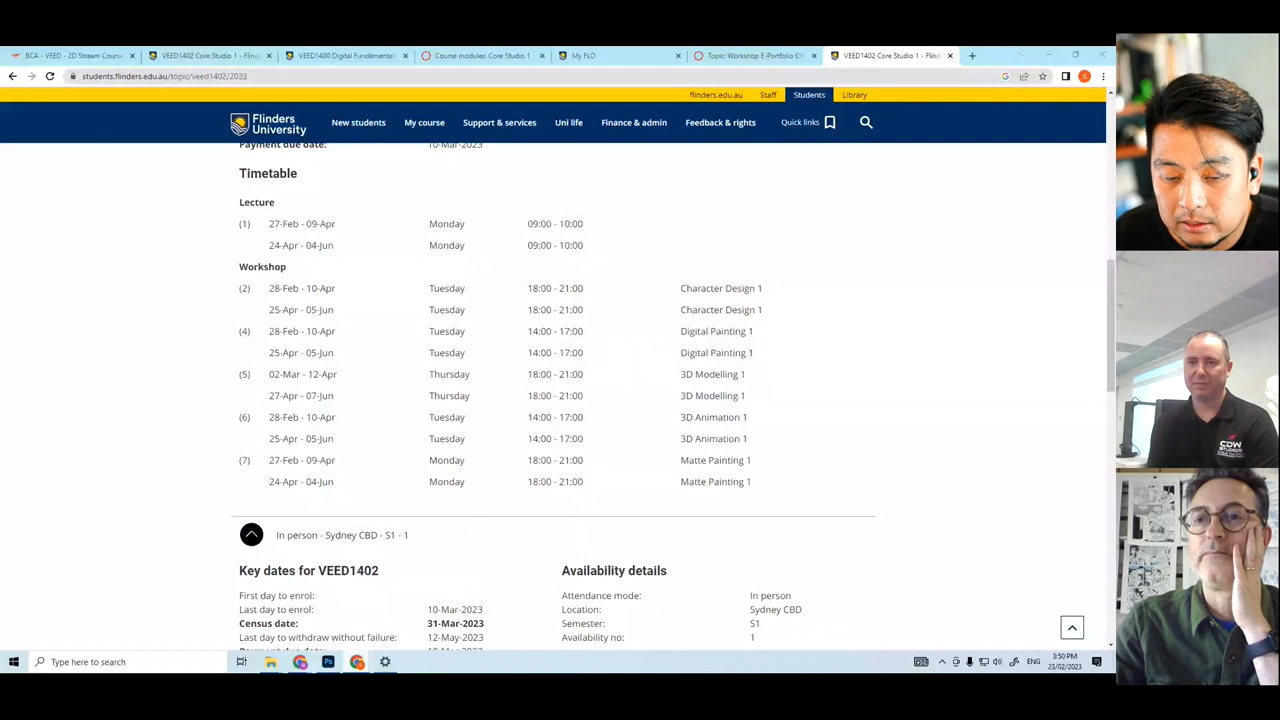 BCA - VEED - 2D Stream Cours
VEED1402 Core Studio 1 - Flind
VEED1400 Digital Fundamental
Course modules: Core Studio 1
My FLO
Topic: Workshop E-Portfolio
VEED1402 Core Studio 1 - Flin
students.flinders.edu.au/topic/veed1402/2023
S
flinders.edu.au Staff Students Library
Flinders University
New students My course Support & services Uni life Finance & admin Feedback & rights Quick links
Payment due date: 10-Mar-2023
Timetable
Lecture
(1) 27-Feb - 09-Apr Monday 09:00 - 10:00
24-Apr - 04-Jun Monday 09:00 - 10:00
Workshop
(2) 28-Feb - 10-Apr Tuesday 18:00 - 21:00 Character Design 1
25-Apr - 05-Jun Tuesday 18:00 - 21:00 Character Design 1
(4) 28-Feb - 10-Apr Tuesday 14:00 - 17:00 Digital Painting 1
25-Apr - 05-Jun Tuesday 14:00 - 17:00 Digital Painting 1
(5) 02-Mar - 12-Apr Thursday 18:00 - 21:00 3D Modelling 1
27-Apr - 07-Jun Thursday 18:00 - 21:00 3D Modelling 1
(6) 28-Feb - 10-Apr Tuesday 14:00 - 17:00 3D Animation 1
25-Apr - 05-Jun Tuesday 14:00 - 17:00 3D Animation 1
(7) 27-Feb - 09-Apr Monday 18:00 - 21:00 Matte Painting 1
24-Apr - 04-Jun Monday 18:00 - 21:00 Matte Painting 1
In person - Sydney CBD - S1 - 1
Key dates for VEED1402 Availability details
First day to enrol: Attendance mode: In person
Last day to enrol: 10-Mar-2023 Location: Sydney CBD
Census date: 31-Mar-2023 Semester: S1
Last day to withdraw without failure: 12-May-2023 Availability no: 1
Type here to search
Ps
ENG
3:50 PM
23/02/2023
CDW
STUDIOS